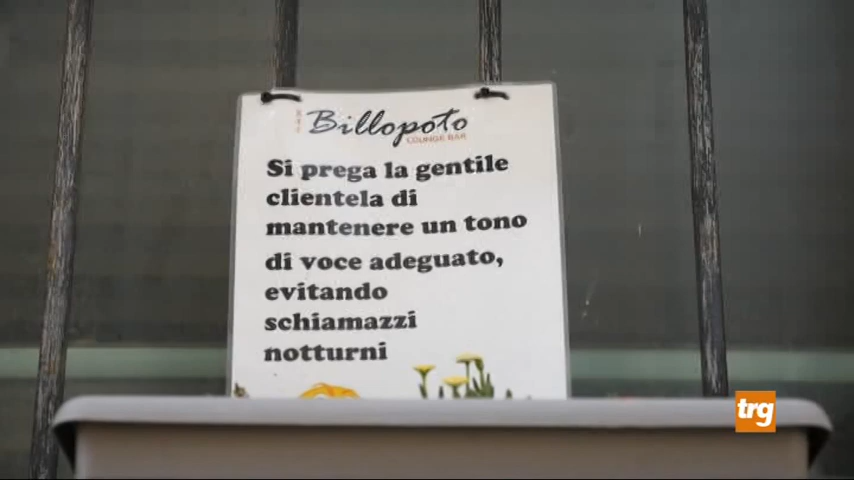 Billopoto
LOUNGE BAR
Si prega la gentile
clientela di
mantenere un tono
di voce adeguato,
evitando
schiamazzi
notturni
trg